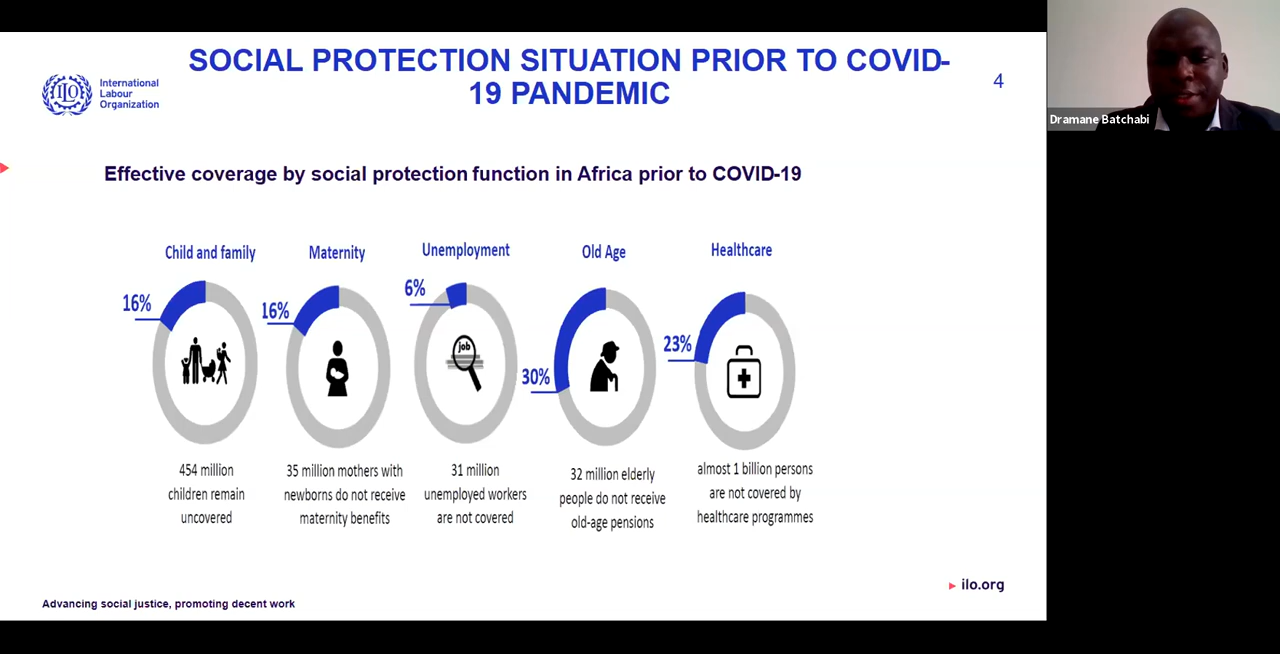 SOCIAL PROTECTION SITUATION PRIOR TO COVID-
19 PANDEMIC
ILO
International
Labour
Organization
4
Dramane Batchabi
Effective coverage by social protection function in Africa prior to COVID-19
Child and family
Maternity
Unemployment
Old Age
Healthcare
16%
16%
6%
30%
23%
job
454 million
children remain
uncovered
35 million mothers with
newborns do not receive
maternity benefits
31 million
unemployed workers
are not covered
32 million elderly
people do not receive
old-age pensions
almost 1 billion persons
are not covered by
healthcare programmes
ilo.org
Advancing social justice, promoting decent work